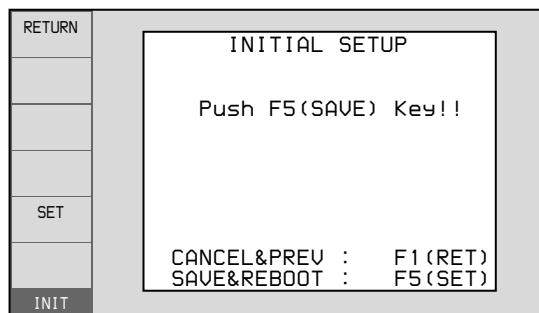 RETURN
SET
INIT
INITIAL SETUP
Push F5(SAVE) Key!!
CANCEL&PREV : F1(RET)
SAVE&REBOOT : F5(SET)